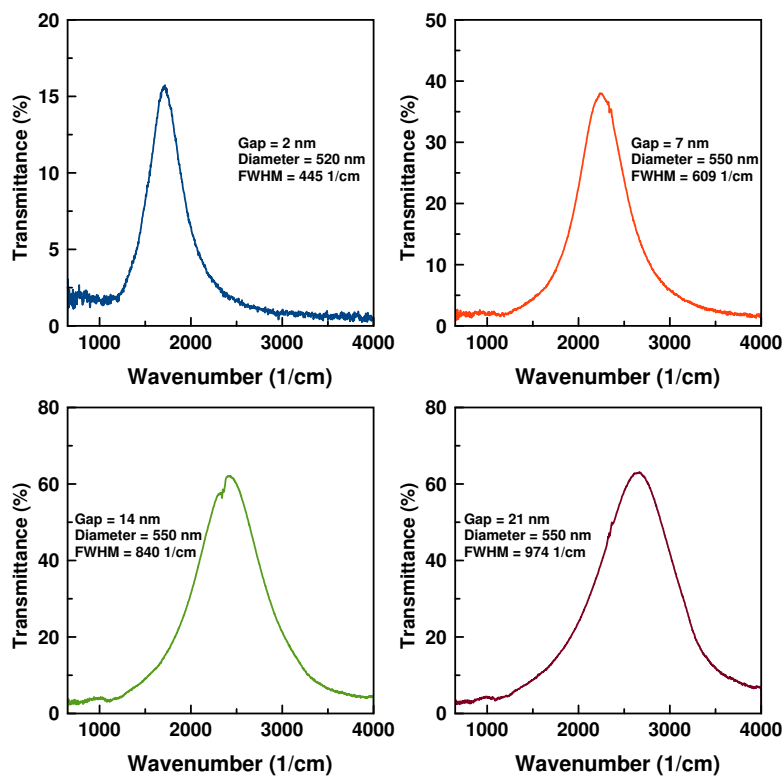 20
15
10
5
0
Transmittance (%)
Gap = 2 nm
Diameter = 520 nm
FWHM = 445 1/cm
1000 2000 3000 4000
Wavenumber (1/cm)
50
40
30
20
10
0
Transmittance (%)
Gap = 7 nm
Diameter = 550 nm
FWHM = 609 1/cm
1000 2000 3000 4000
Wavenumber (1/cm)
80
60
40
20
0
Transmittance (%)
Gap = 14 nm
Diameter = 550 nm
FWHM = 840 1/cm
1000 2000 3000 4000
Wavenumber (1/cm)
80
60
40
20
0
Transmittance (%)
Gap = 21 nm
Diameter = 550 nm
FWHM = 974 1/cm
1000 2000 3000 4000
Wavenumber (1/cm)